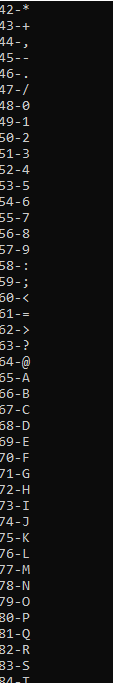 42-*
43-+
44-,
45--
46-.
47-/
48-0
49-1
50-2
51-3
52-4
53-5
54-6
55-7
56-8
57-9
58-:
59-;
60-<
61-=
62->
63-?
64-@
65-A
66-B
67-C
68-D
69-E
70-F
71-G
72-H
73-I
74-J
75-K
76-L
77-M
78-N
79-O
80-P
81-Q
82-R
83-S
84-T